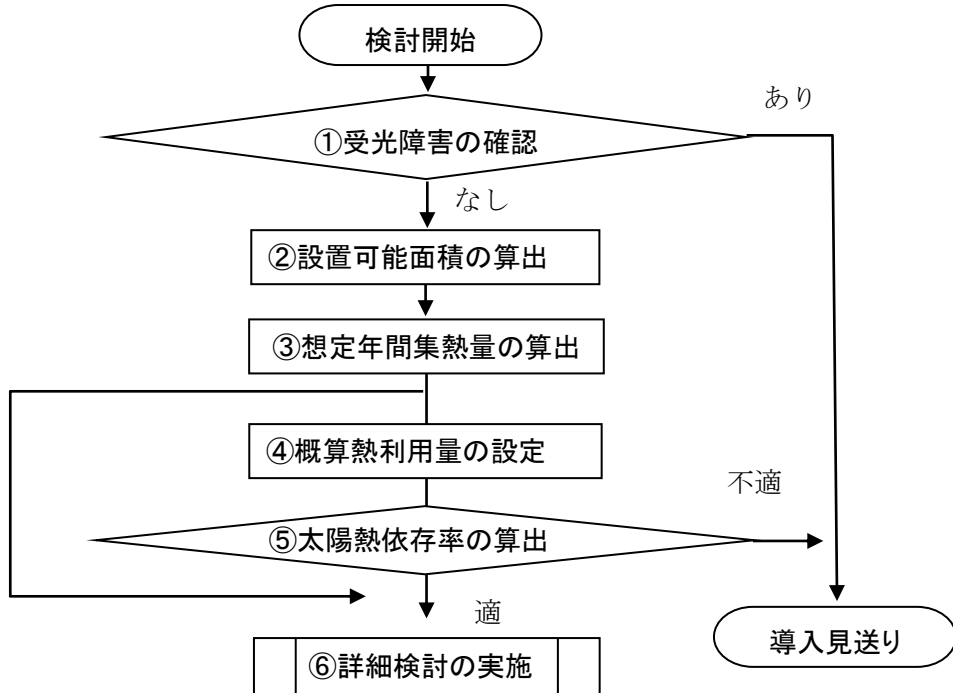 検討開始
あり
①受光障害の確認
なし
②設置可能面積の算出
③想定年間集熱量の算出
④概算熱利用量の設定
不適
⑤太陽熱依存率の算出
適
導入見送り
⑥詳細検討の実施